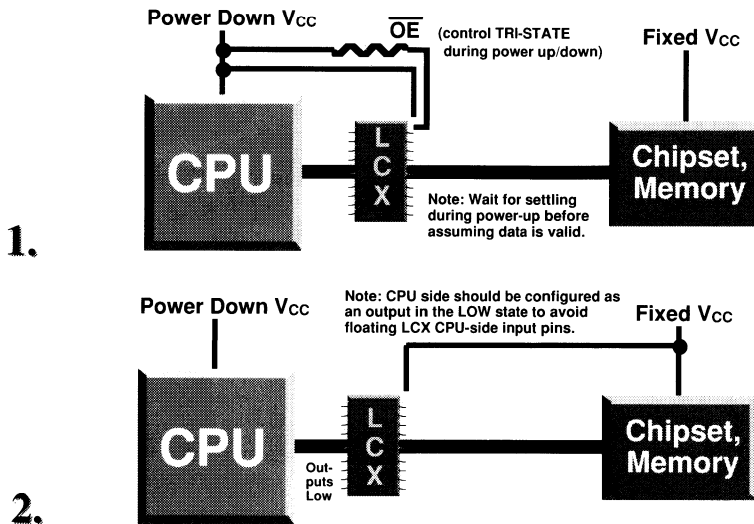 Power Down VCC
OE
(control TRI-STATE
during power up/down)
Fixed VCC
CPU
LCX
Chipset,
Memory
Note: Wait for settling
during power-up before
assuming data is valid.
1.
Power Down VCC
Note: CPU side should be configured as
an output in the LOW state to avoid
floating LCX CPU-side input pins.
Fixed VCC
CPU
Out-
puts
Low
LCX
Chipset,
Memory
2.